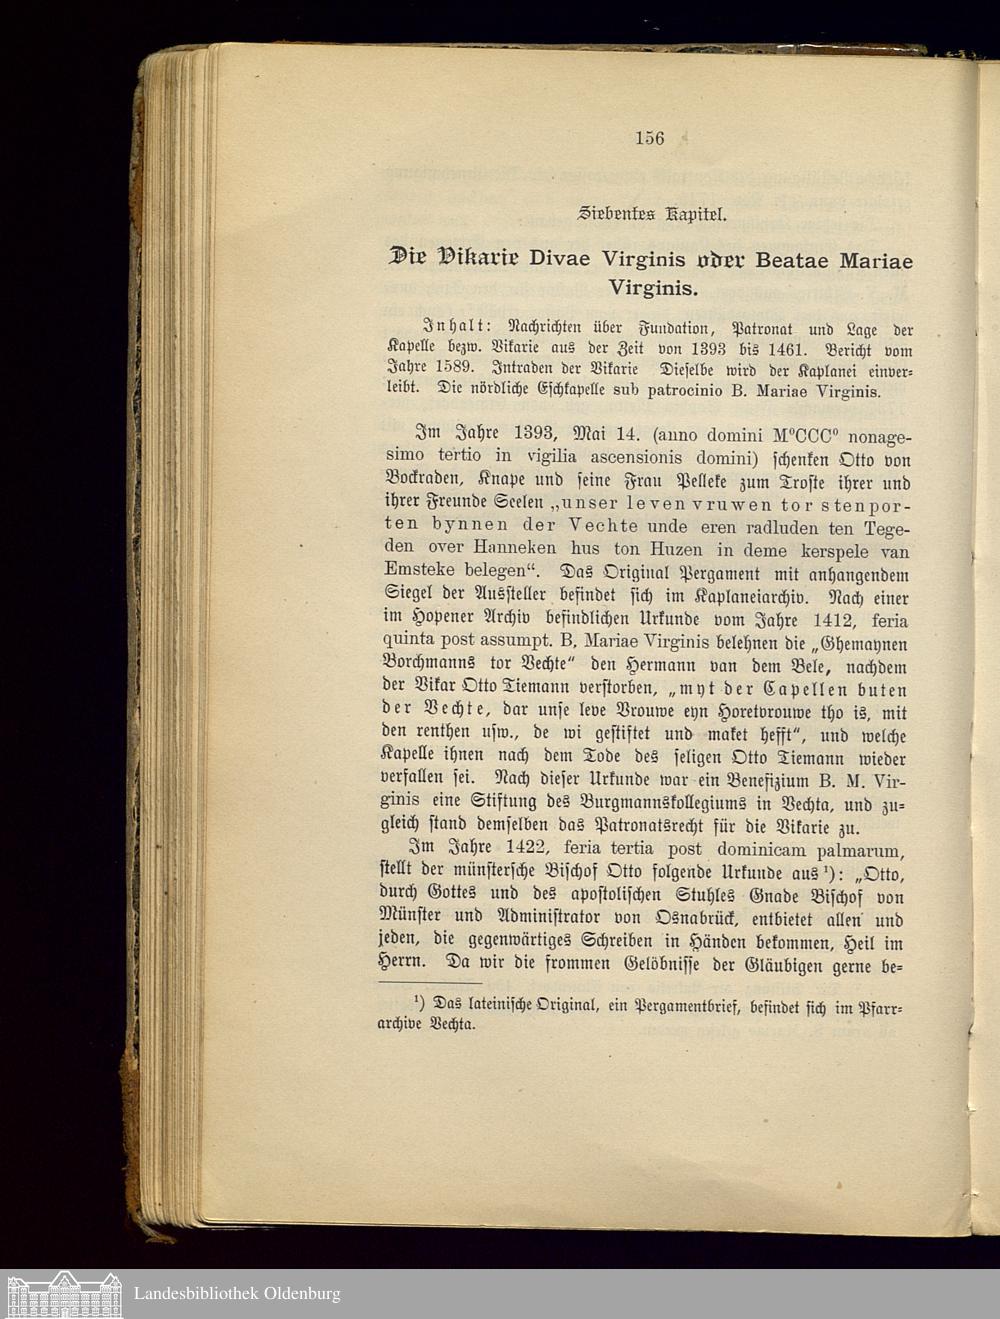 156
Siebentes Kapitel.
Die Vikarie Divae Virginis oder Beatae Mariae
Virginis.
Inhalt: Nachrichten über Fundation, Patronat und Lage der
Kapelle bezw. Vikarie aus der Zeit von 1393 bis 1461. Bericht vom
Jahre 1589. Intraden der Vikarie Dieselbe wird der Kaplanei einver=
leibt. Die nördliche Eschkapelle sub patrocinio B. Mariae Virginis.
Im Jahre 1393, Mai 14. (anno domini M⁰CCC⁰ nonage-
simo tertio in vigilia ascensionis domini) schenken Otto von
Bockraden, Knape und seine Frau Pelleke zum Troste ihrer und
ihrer Freunde Seelen „unser leven vruwen tor stenpor-
ten bynnen der Vechte unde eren radluden ten Tege-
den over Hanneken hus ton Huzen in deme kerspele van
Emsteke belegen“. Das Original Pergament mit anhangendem
Siegel der Aussteller befindet sich im Kaplaneiarchiv. Nach einer
im Hopener Archiv befindlichen Urkunde vom Jahre 1412, feria
quinta post assumpt. B. Mariae Virginis belehnen die „Ghemaynen
Borchmanns tor Vechte“ den Hermann van dem Bele, nachdem
der Vikar Otto Tiemann verstorben, „myt der Capellen buten
der Vechte, dar unse leve Vrouwe eyn Horetvrouwe tho is, mit
den renthen usw., de wi gestiftet und maket hefft“, und welche
Kapelle ihnen nach dem Tode des seligen Otto Tiemann wieder
verfallen sei. Nach dieser Urkunde war ein Benefizium B. M. Vir-
ginis eine Stiftung des Burgmannskollegiums in Vechta, und zu=
gleich stand demselben das Patronatsrecht für die Vikarie zu.
Im Jahre 1422, feria tertia post dominicam palmarum,
stellt der münstersche Bischof Otto folgende Urkunde aus¹): „Otto,
durch Gottes und des apostolischen Stuhles Gnade Bischof von
Münster und Administrator von Osnabrück, entbietet allen und
jeden, die gegenwärtiges Schreiben in Händen bekommen, Heil im
Herrn. Da wir die frommen Gelöbnisse der Gläubigen gerne be=
¹) Das lateinische Original, ein Pergamentbrief, befindet sich im Pfarr=
archive Vechta.
Landesbibliothek Oldenburg